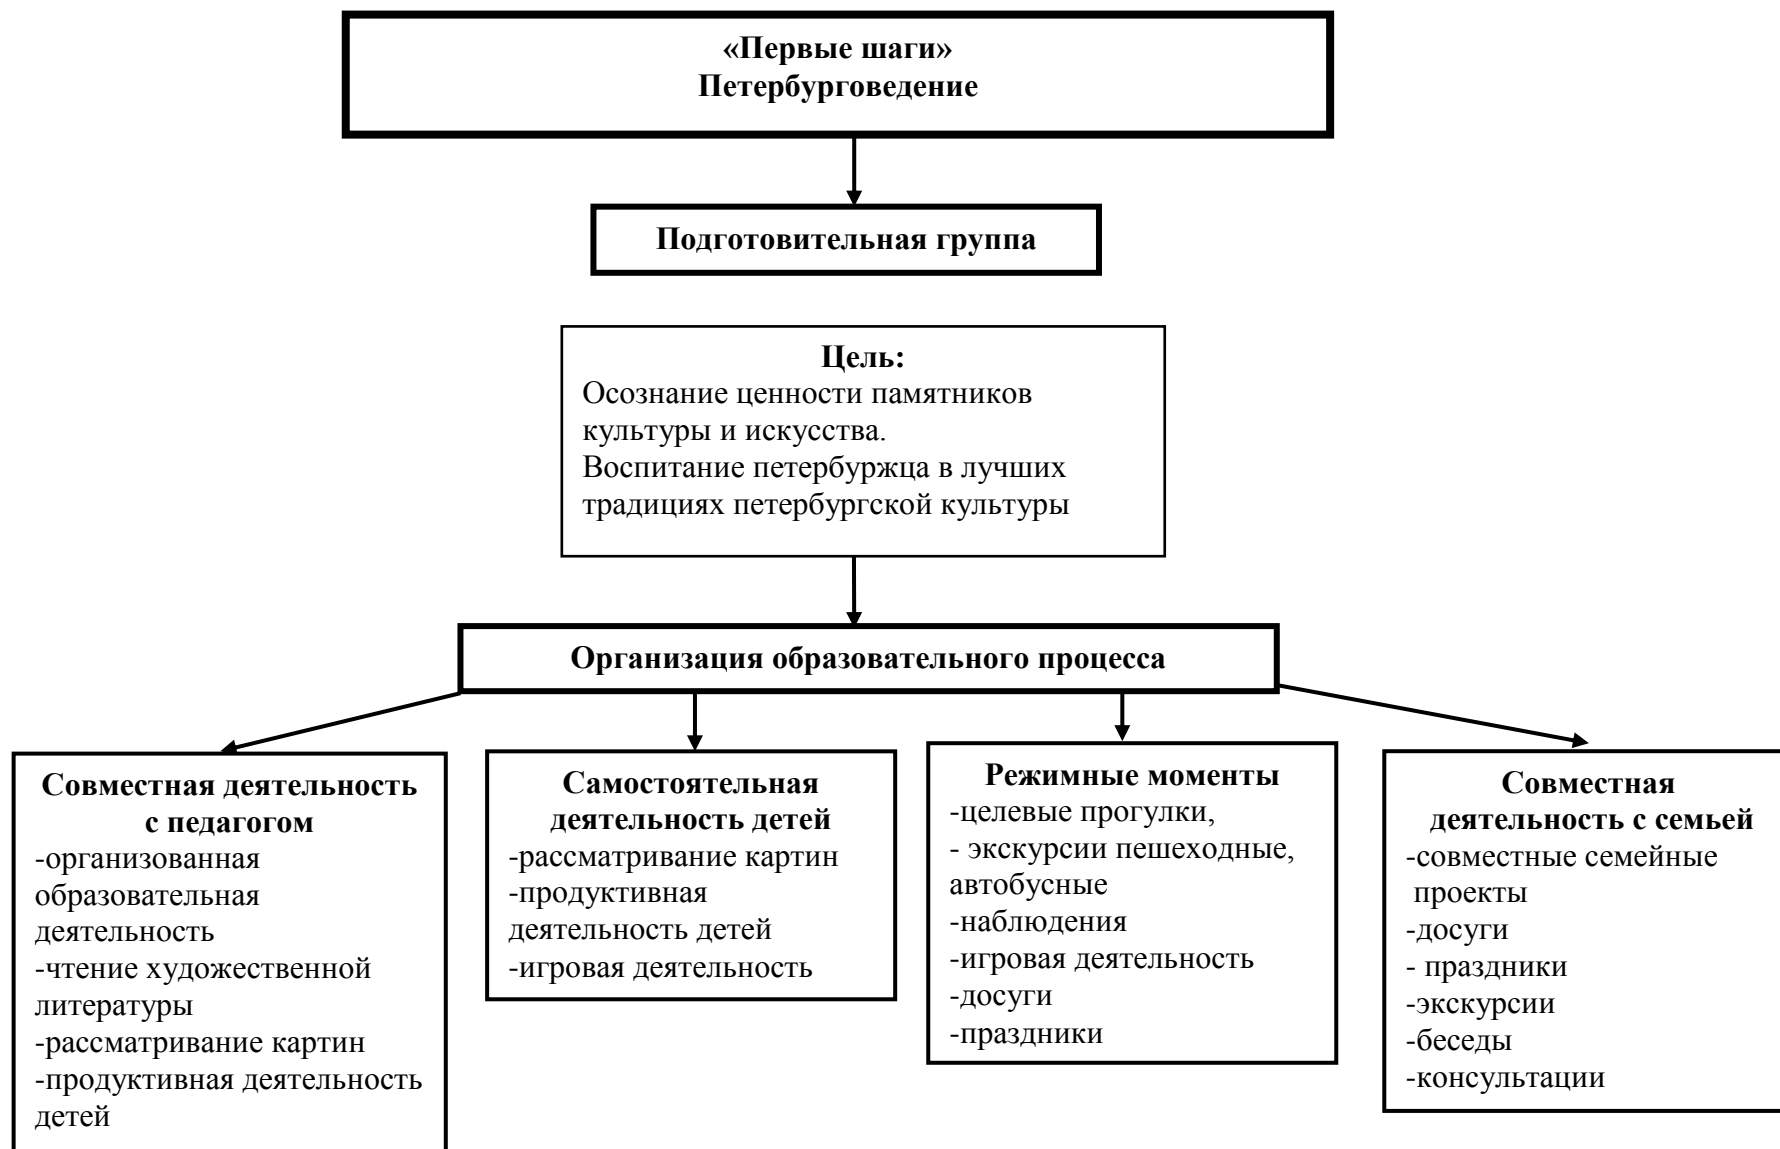 «Первые шаги»
Петербурговедение
Подготовительная группа
Цель:
Осознание ценности памятников
культуры и искусства.
Воспитание петербуржца в лучших
традициях петербургской культуры
Организация образовательного процесса
Совместная деятельность
с педагогом
-организованная
образовательная
деятельность
-чтение художественной
литературы
-рассматривание картин
-продуктивная деятельность
детей
Самостоятельная
деятельность детей
-рассматривание картин
-продуктивная
деятельность детей
-игровая деятельность
Режимные моменты
-целевые прогулки,
- экскурсии пешеходные,
автобусные
-наблюдения
-игровая деятельность
-досуги
-праздники
Совместная
деятельность с семьей
-совместные семейные
проекты
-досуги
- праздники
-экскурсии
-беседы
-консультации